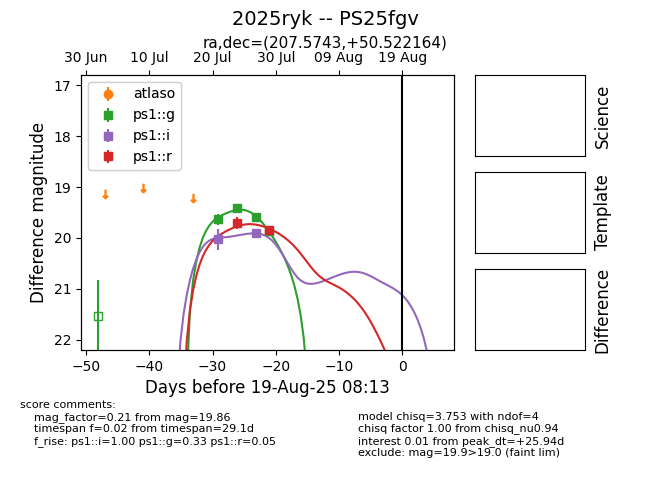 2025ryk -- PS25fgv
ra,dec=(207.5743,+50.522164)
30 Jun 10 Jul 20 Jul 30 Jul 09 Aug 19 Aug
17
18
19
20
21
22
Difference magnitude
atlaso
ps1::g
ps1::i
ps1::r
Science
Template
Difference
−50 −40 −30 −20 −10 0
Days before 19-Aug-25 08:13
score comments:
mag_factor=0.21 from mag=19.86
timespan f=0.02 from timespan=29.1d
f_rise: ps1::i=1.00 ps1::g=0.33 ps1::r=0.05
model chisq=3.753 with ndof=4
chisq factor 1.00 from chisq_nu0.94
interest 0.01 from peak_dt=+25.94d
exclude: mag=19.9>19.0 (faint lim)